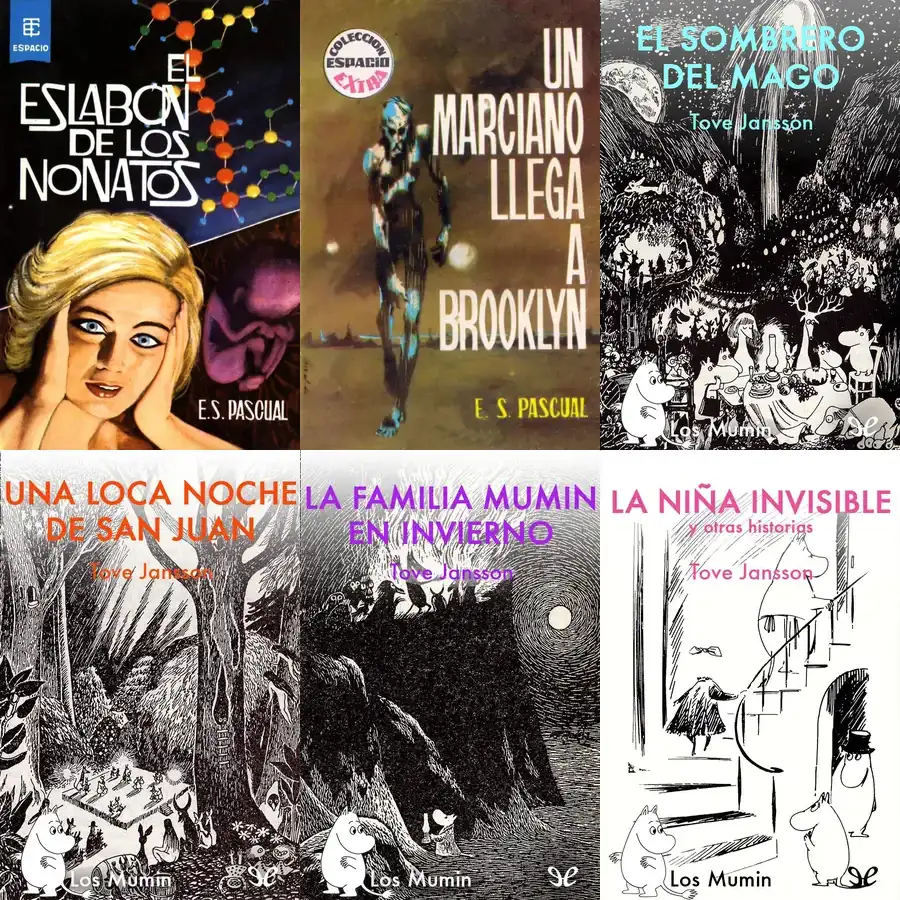 ESPACIO
EL
ESLABÓN
DE LOS
NONATOS
E.S. PASCUAL
COLECCION
ESPACIO
EXTRA
UN
MARCIANO
LLEGA
A
BROOKLYN
E. S. PASCUAL
EL SOMBRERO
DEL MAGO
Tove Jansson
Los Mumin
UNA LOCA NOCHE
DE SAN JUAN
Tove Jansson
Los Mumin
LA FAMILIA MUMIN
EN INVIERNO
Tove Jansson
Los Mumin
LA NIÑA INVISIBLE
y otras historias
Tove Jansson
Los Mumin